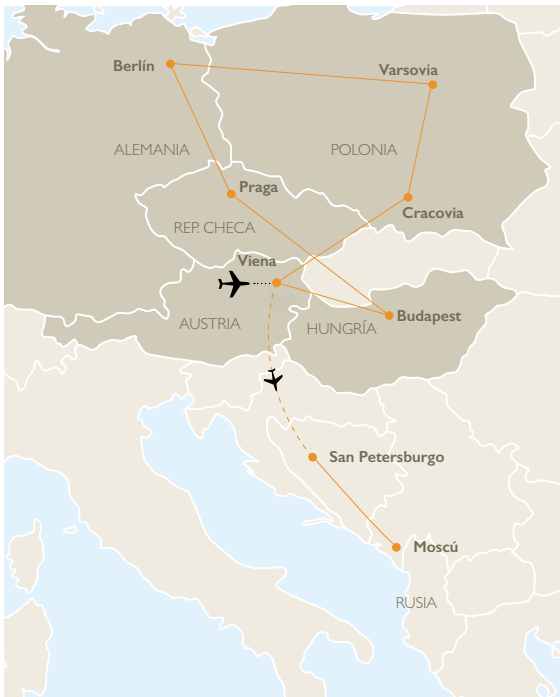 Berlín
Varsovia
ALEMANIA
POLONIA
Praga
Cracovia
REP. CHECA
Viena
Budapest
AUSTRIA
HUNGRÍA
San Petersburgo
Moscú
RUSIA